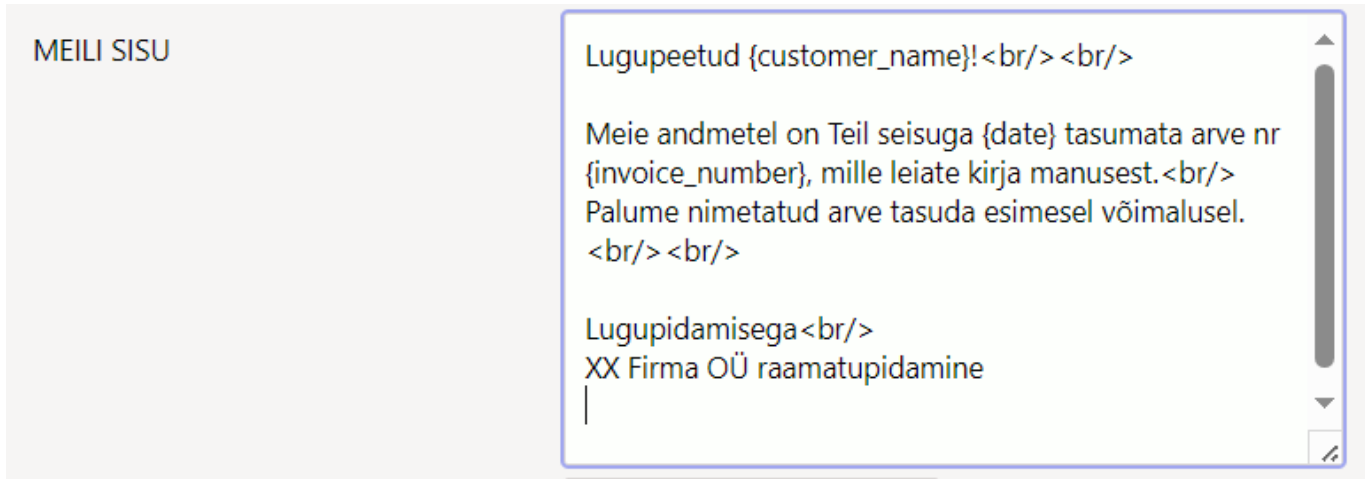 MEILI SISU
Lugupeetud {customer_name}!<br/><br/>
Meie andmetel on Teil seisuga {date} tasumata arve nr
{invoice_number}, mille leiate kirja manusest.<br/>
Palume nimetatud arve tasuda esimesel võimalusel.
<br/><br/>
Lugupidamisega<br/>
XX Firma OÜ raamatupidamine